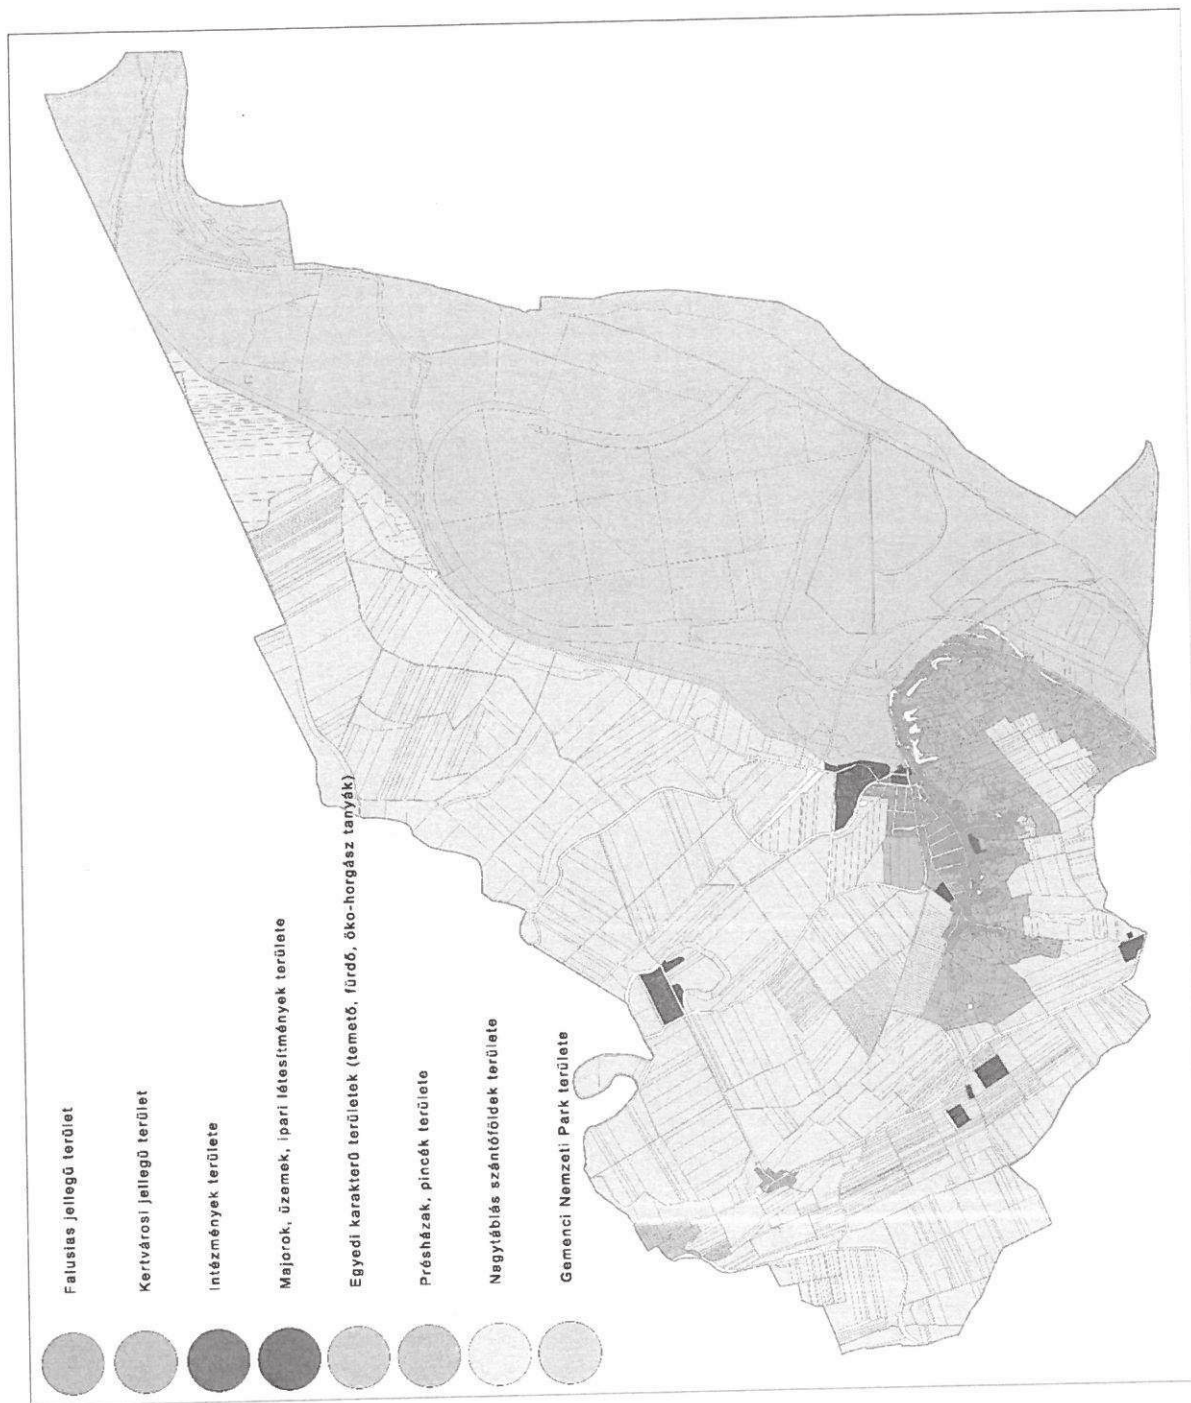 Falusias jellegű terület
Kertvárosi jellegű terület
Intézmények területe
Majorok, üzemek, ipari létesítmények területe
Egyedi karakterű területek (temető, fürdő, öko-horgász tanyák)
Présházak, pincék területe
Nagytáblás szántóföldek területe
Gemenci Nemzeti Park területe